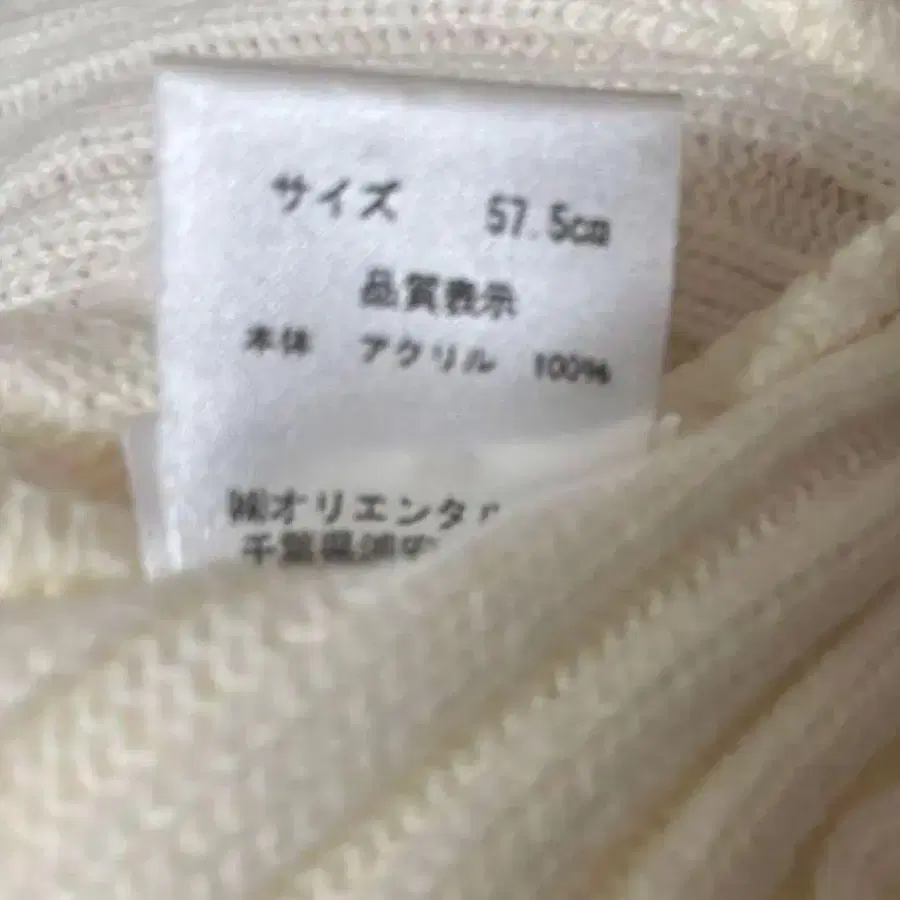 サイズ 57.5cm
品質表示
本体 アクリル 100%
㈱オリエンタ
千葉県浦